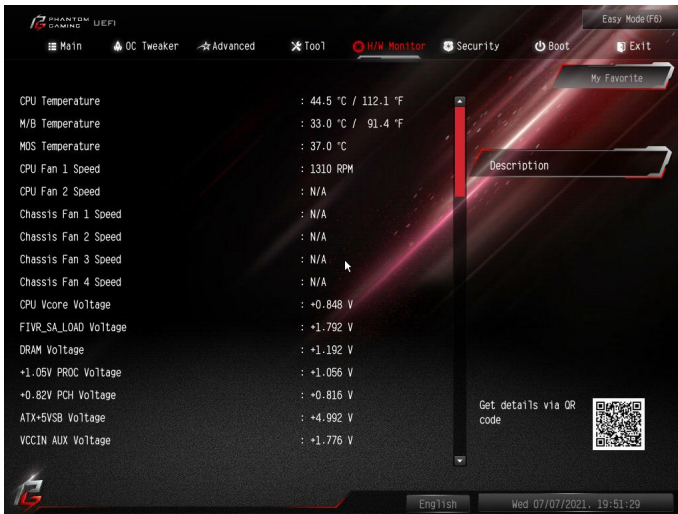 PHANTOM GAMING UEFI
Easy Mode(F6)
Main OC Tweaker Advanced Tool H/W Monitor Security Boot Exit
My Favorite
CPU Temperature : 44.5 °C / 112.1 °F
M/B Temperature : 33.0 °C / 91.4 °F
MOS Temperature : 37.0 °C
CPU Fan 1 Speed : 1310 RPM
CPU Fan 2 Speed : N/A
Chassis Fan 1 Speed : N/A
Chassis Fan 2 Speed : N/A
Chassis Fan 3 Speed : N/A
Chassis Fan 4 Speed : N/A
CPU Vcore Voltage : +0.848 V
FIVR_SA_LOAD Voltage : +1.792 V
DRAM Voltage : +1.192 V
+1.05V PROC Voltage : +1.056 V
+0.82V PCH Voltage : +0.816 V
ATX+5VSB Voltage : +4.992 V
VCCIN AUX Voltage : +1.776 V
Description
Get details via QR
code
English
Wed 07/07/2021. 19:51:29